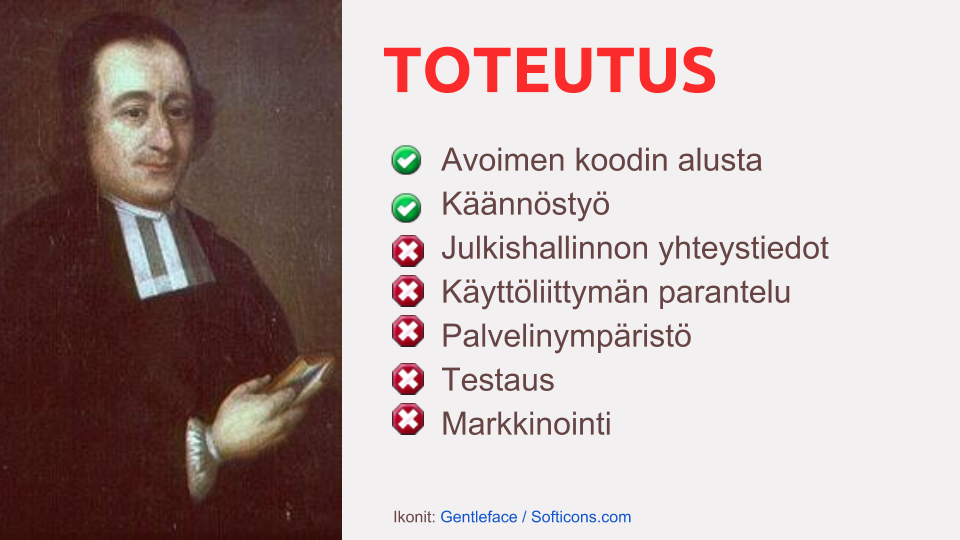 TOTEUTUS
Avoimen koodin alusta
Käännöstyö
Julkishallinnon yhteystiedot
Käyttöliittymän parantelu
Palvelinympäristö
Testaus
Markkinointi
Ikonit: Gentleface / Softicons.com